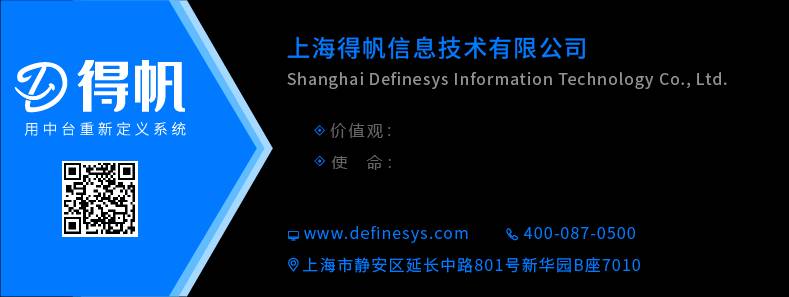 得帆
用中台重新定义系统
上海得帆信息技术有限公司
Shanghai Definesys Information Technology Co., Ltd.
价值观：
使 命：
www.definesys.com
400-087-0500
上海市静安区延长中路801号新华园B座7010